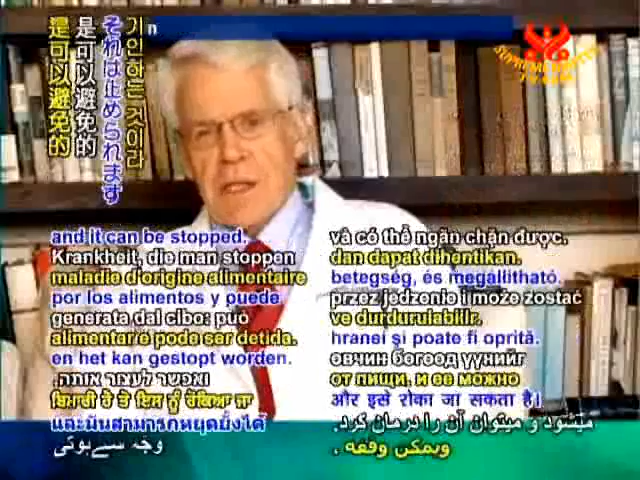 是可以避免的
是可以避免的
それは止められます
기인하는 것이라
n
SUPREME MASTER
TV
and it can be stopped.
Krankheit, die man stoppen
maladie d'origine alimentaire
por los alimentos y puede
generata dal cibo: può
alimentar e pode ser detida.
en het kan gestopt worden.
ואפשר לעצור אותה.
ਬਿਮਾਰੀ ਹੈ ਤੇ ਇਸ ਨੂੰ ਰੋਕਿਆ ਜਾ
และมันสามารถหยุดยั้งได้
وجہ سے ہوتی
và có thể ngăn chặn được.
dan dapat dihentikan.
betegség, és megállítható.
przez jedzenie i może zostać
ve durdurulabilir.
hranei şi poate fi oprită.
өвчин бөгөөд үүнийг
от пищи, и ее можно
और इसे रोका जा सकता है।
میشود و میتوان آن را درمان کرد.
ويمكن وقفه ،